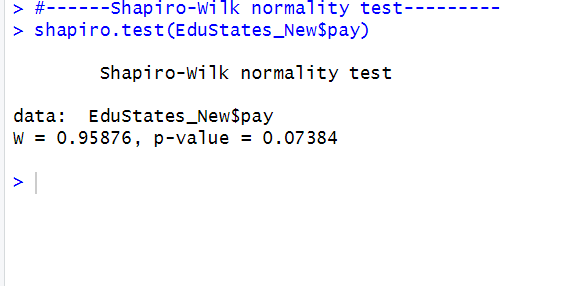 > #------Shapiro-Wilk normality test---------
> shapiro.test(EduStates_New$pay)
Shapiro-Wilk normality test
data:  EduStates_New$pay
W = 0.95876, p-value = 0.07384
>